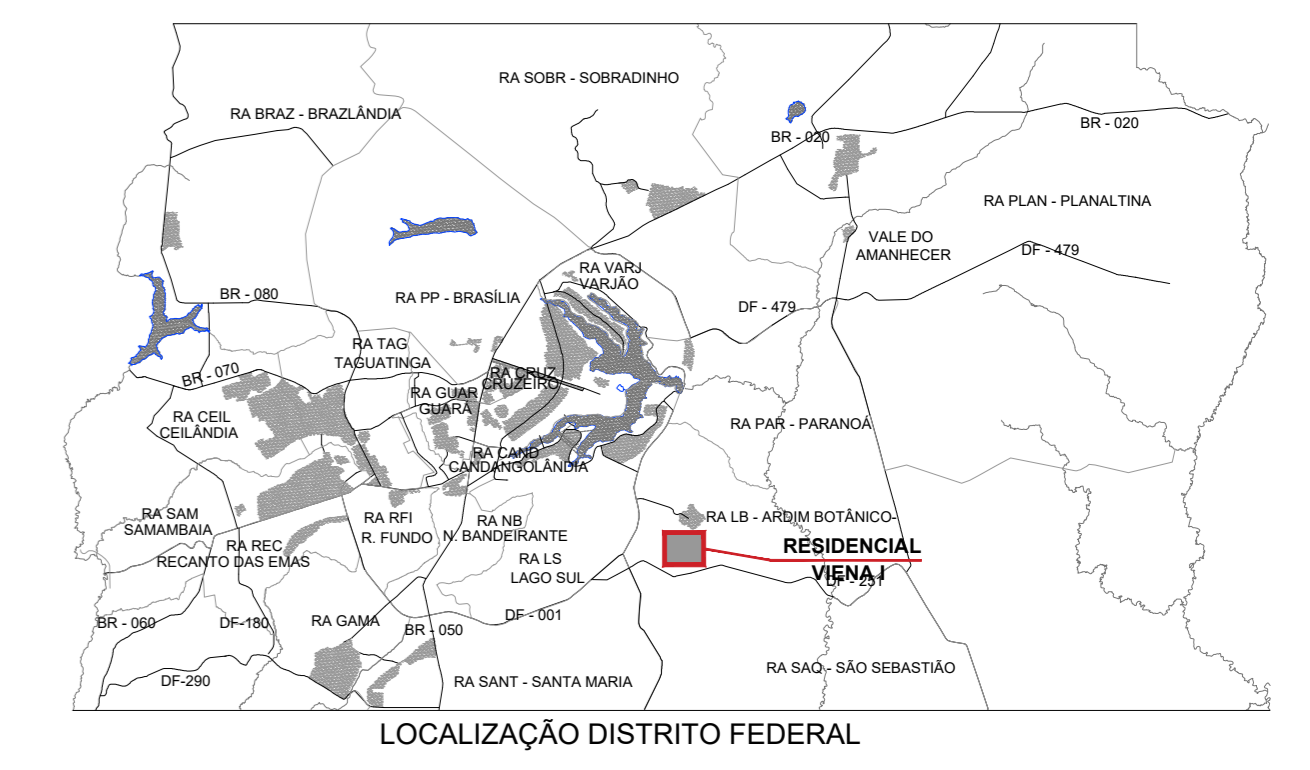 RA SOBR - SOBRADINHO
RA BRAZ - BRAZLÂNDIA
BR - 020
BR - 020
RA PLAN - PLANALTINA
VALE DO
AMANHECER
DF - 479
RA VARJ
VARJÃO
BR - 080
RA PP - BRASÍLIA
DF - 479
RA TAG
TAGUATINGA
BR - 070
RA CRUZ
CRUZEIRO
RA GUAR
GUARÁ
RA CEIL
CEILÂNDIA
RA PAR - PARANOÁ
RA CAND
CANDANGOLÂNDIA
RA SAM
SAMAMBAIA
RA RFI
R. FUNDO
RA NB
N. BANDEIRANTE
RA LB - ARDIM BOTÂNICO-
RESIDENCIAL
VIENA I
RA REC
RECANTO DAS EMAS
RA LS
LAGO SUL
DF - 251
BR - 060
DF-180
RA GAMA
BR - 050
DF - 001
DF-290
RA SANT - SANTA MARIA
RA SAQ - SÃO SEBASTIÃO
LOCALIZAÇÃO DISTRITO FEDERAL